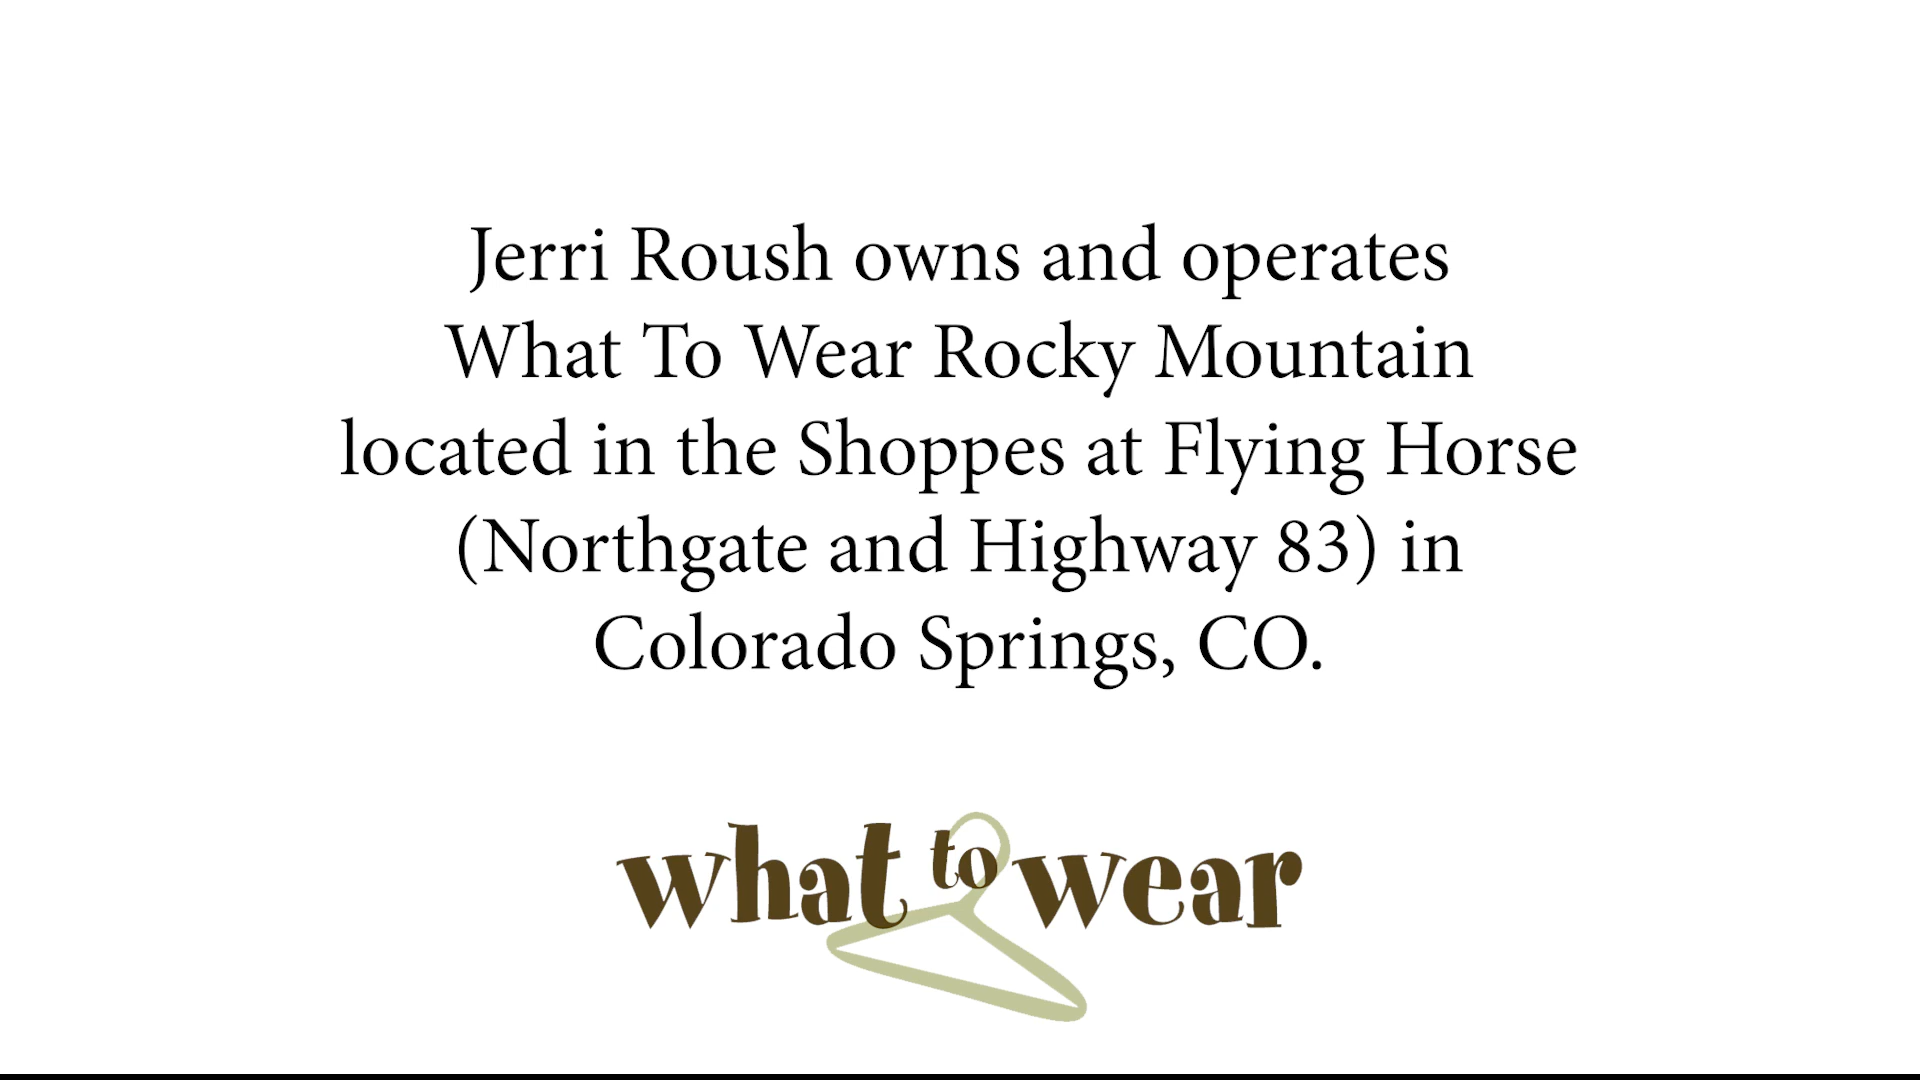 Jerri Roush owns and operates
What To Wear Rocky Mountain
located in the Shoppes at Flying Horse
(Northgate and Highway 83) in
Colorado Springs, CO.
what to wear